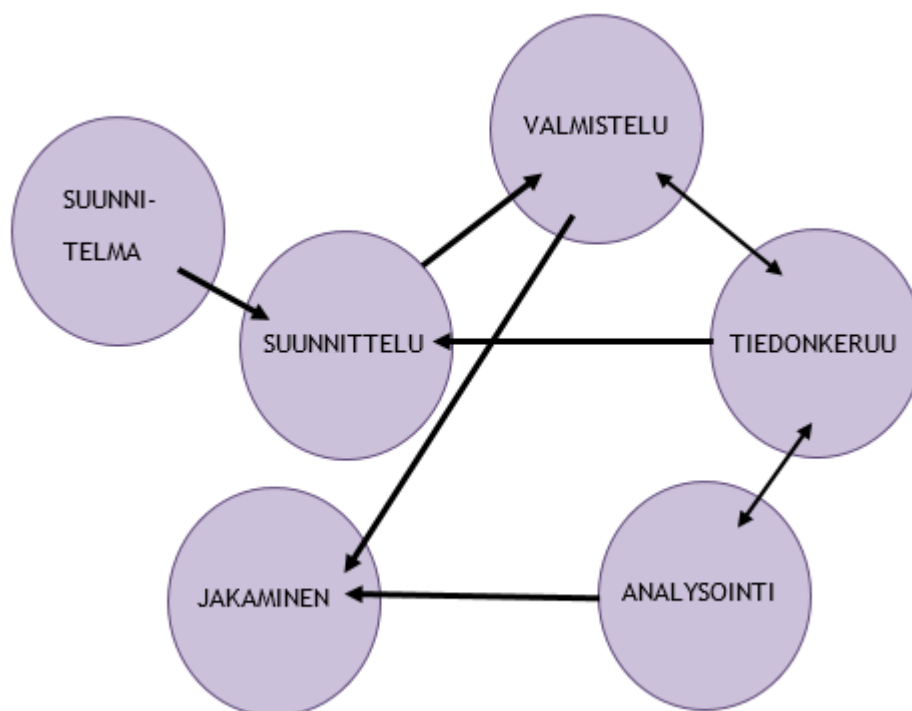 VALMISTELU
SUUNNI-
TELMA
SUUNNITTELU
TIEDONKERUU
JAKAMINEN
ANALYSOINTI